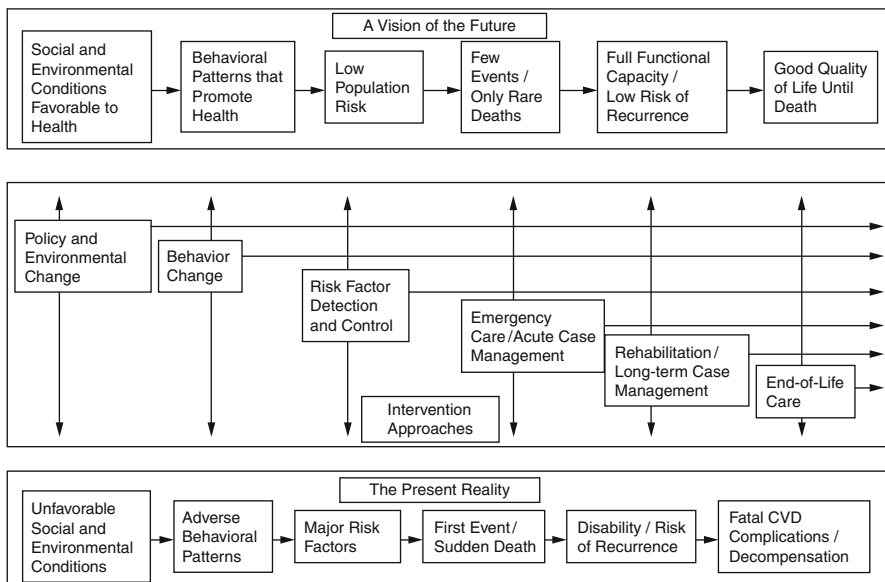 A Vision of the Future
Social and
Environmental
Conditions
Favorable to
Health
Behavioral
Patterns that
Promote
Health
Low
Population
Risk
Few
Events /
Only Rare
Deaths
Full Functional
Capacity /
Low Risk of
Recurrence
Good Quality
of Life Until
Death
Policy and
Environmental
Change
Behavior
Change
Risk Factor
Detection
and Control
Emergency
Care/Acute Case
Management
Rehabilitation /
Long-term Case
Management
End-of-Life
Care
Intervention
Approaches
The Present Reality
Unfavorable
Social and
Environmental
Conditions
Adverse
Behavioral
Patterns
Major Risk
Factors
First Event/
Sudden Death
Disability / Risk
of Recurrence
Fatal CVD
Complications /
Decompensation